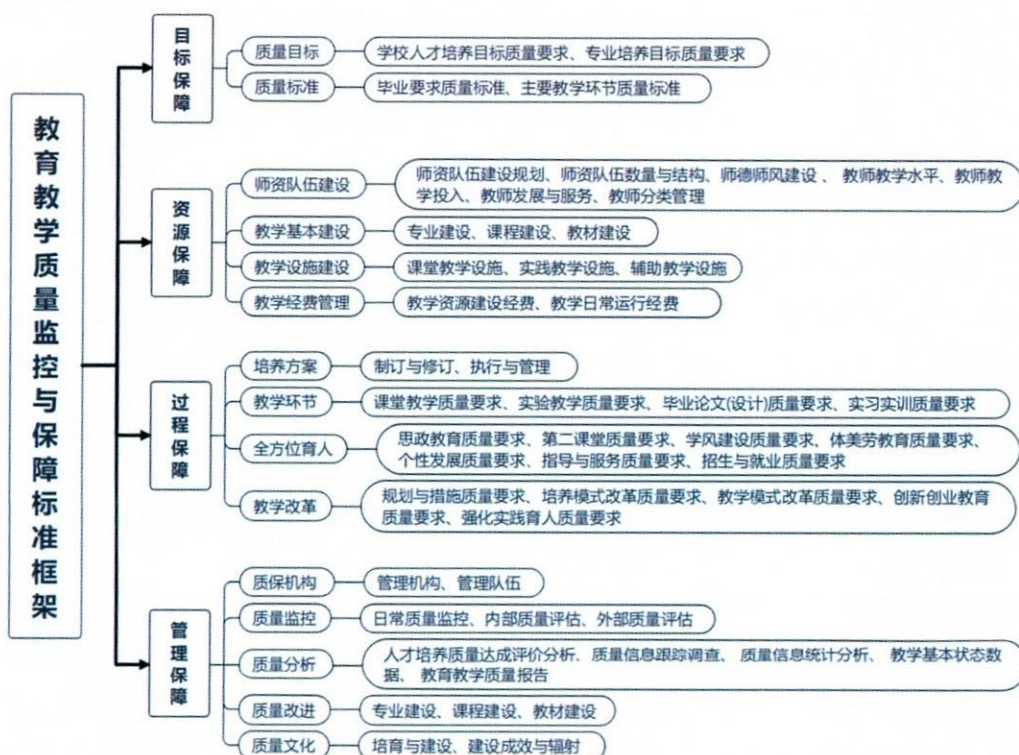 教育教学质量监控与保障标准框架
目标保障
质量目标
学校人才培养目标质量要求、专业培养目标质量要求
质量标准
毕业要求质量标准、主要教学环节质量标准
资源保障
师资队伍建设
师资队伍建设规划、师资队伍数量与结构、师德师风建设 、 教师教学水平、教师教
学投入、教师发展与服务、教师分类管理
教学基本建设
专业建设、课程建设、教材建设
教学设施建设
课堂教学设施、实践教学设施、辅助教学设施
教学经费管理
教学资源建设经费、教学日常运行经费
过程保障
培养方案
制订与修订、执行与管理
教学环节
课堂教学质量要求、实验教学质量要求、毕业论文(设计)质量要求、实习实训质量要求
全方位育人
思政教育质量要求、第二课堂质量要求、学风建设质量要求、体美劳教育质量要求、
个性发展质量要求、指导与服务质量要求、招生与就业质量要求
教学改革
规划与措施质量要求、培养模式改革质量要求、教学模式改革质量要求、创新创业教育
质量要求、强化实践育人质量要求
管理保障
质保机构
管理机构、管理队伍
质量监控
日常质量监控、内部质量评估、外部质量评估
质量分析
人才培养质量达成评价分析、质量信息跟踪调查、 质量信息统计分析、 教学基本状态数
据、 教育教学质量报告
质量改进
专业建设、课程建设、教材建设
质量文化
培育与建设、建设成效与辐射